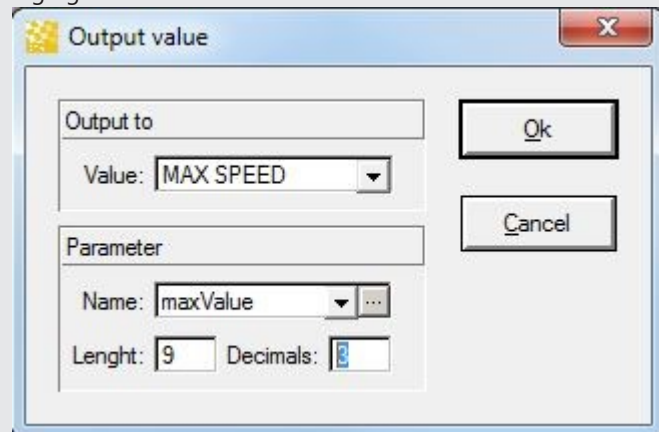 Output value
Output to
Ok
Value: MAX SPEED
Cancel
Parameter
Name: maxValue ...
Lenght: 9 Decimals: 3